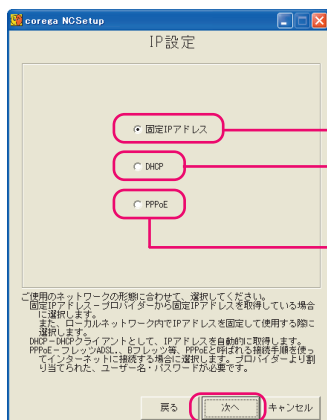 corega NCSetup
IP設定
固定IPアドレス
DHCP
PPPoE
ご使用のネットワークの形態に合わせて、選択してください。
固定IPアドレス－プロバイダーから固定IPアドレスを取得している場合
に選択します。
また、ローカルネットワーク内でIPアドレスを固定して使用する際に
選択します。
DHCP－DHCPクライアントとして、IPアドレスを自動的に取得します。
PPPoE－フレッツADSL、Bフレッツ等、PPPoEと呼ばれる接続手順を使っ
てインターネットに接続する場合に選択します。プロバイダーより割
り当てられた、ユーザー名・パスワードが必要です。
戻る
次へ
キャンセル